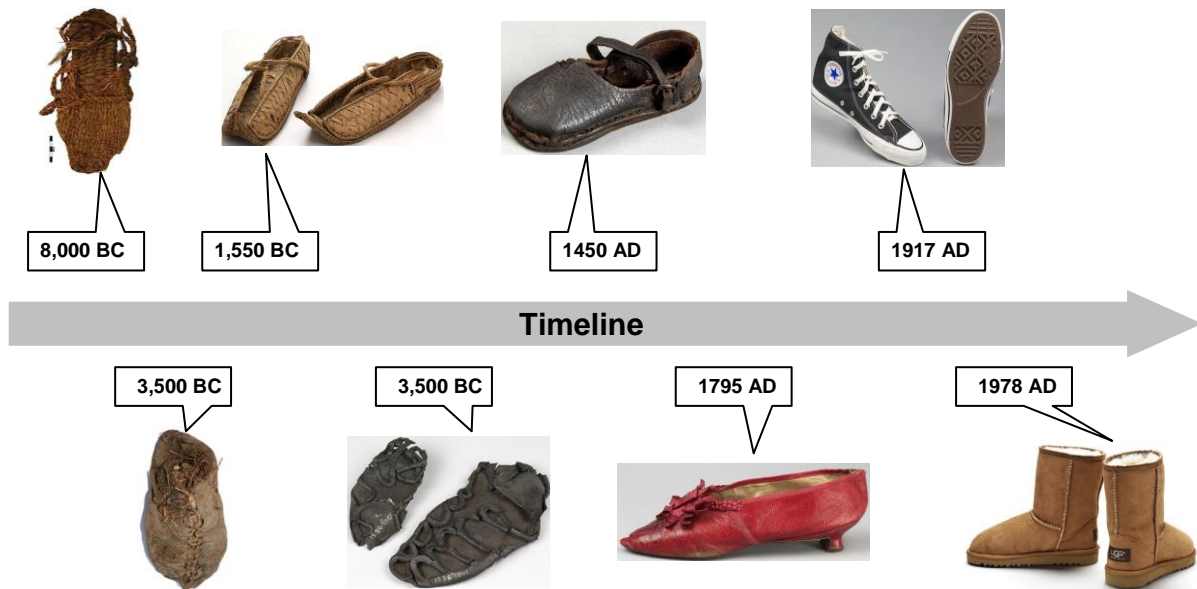 8,000 BC
1,550 BC
1450 AD
1917 AD
Timeline
3,500 BC
3,500 BC
1795 AD
1978 AD
UGG